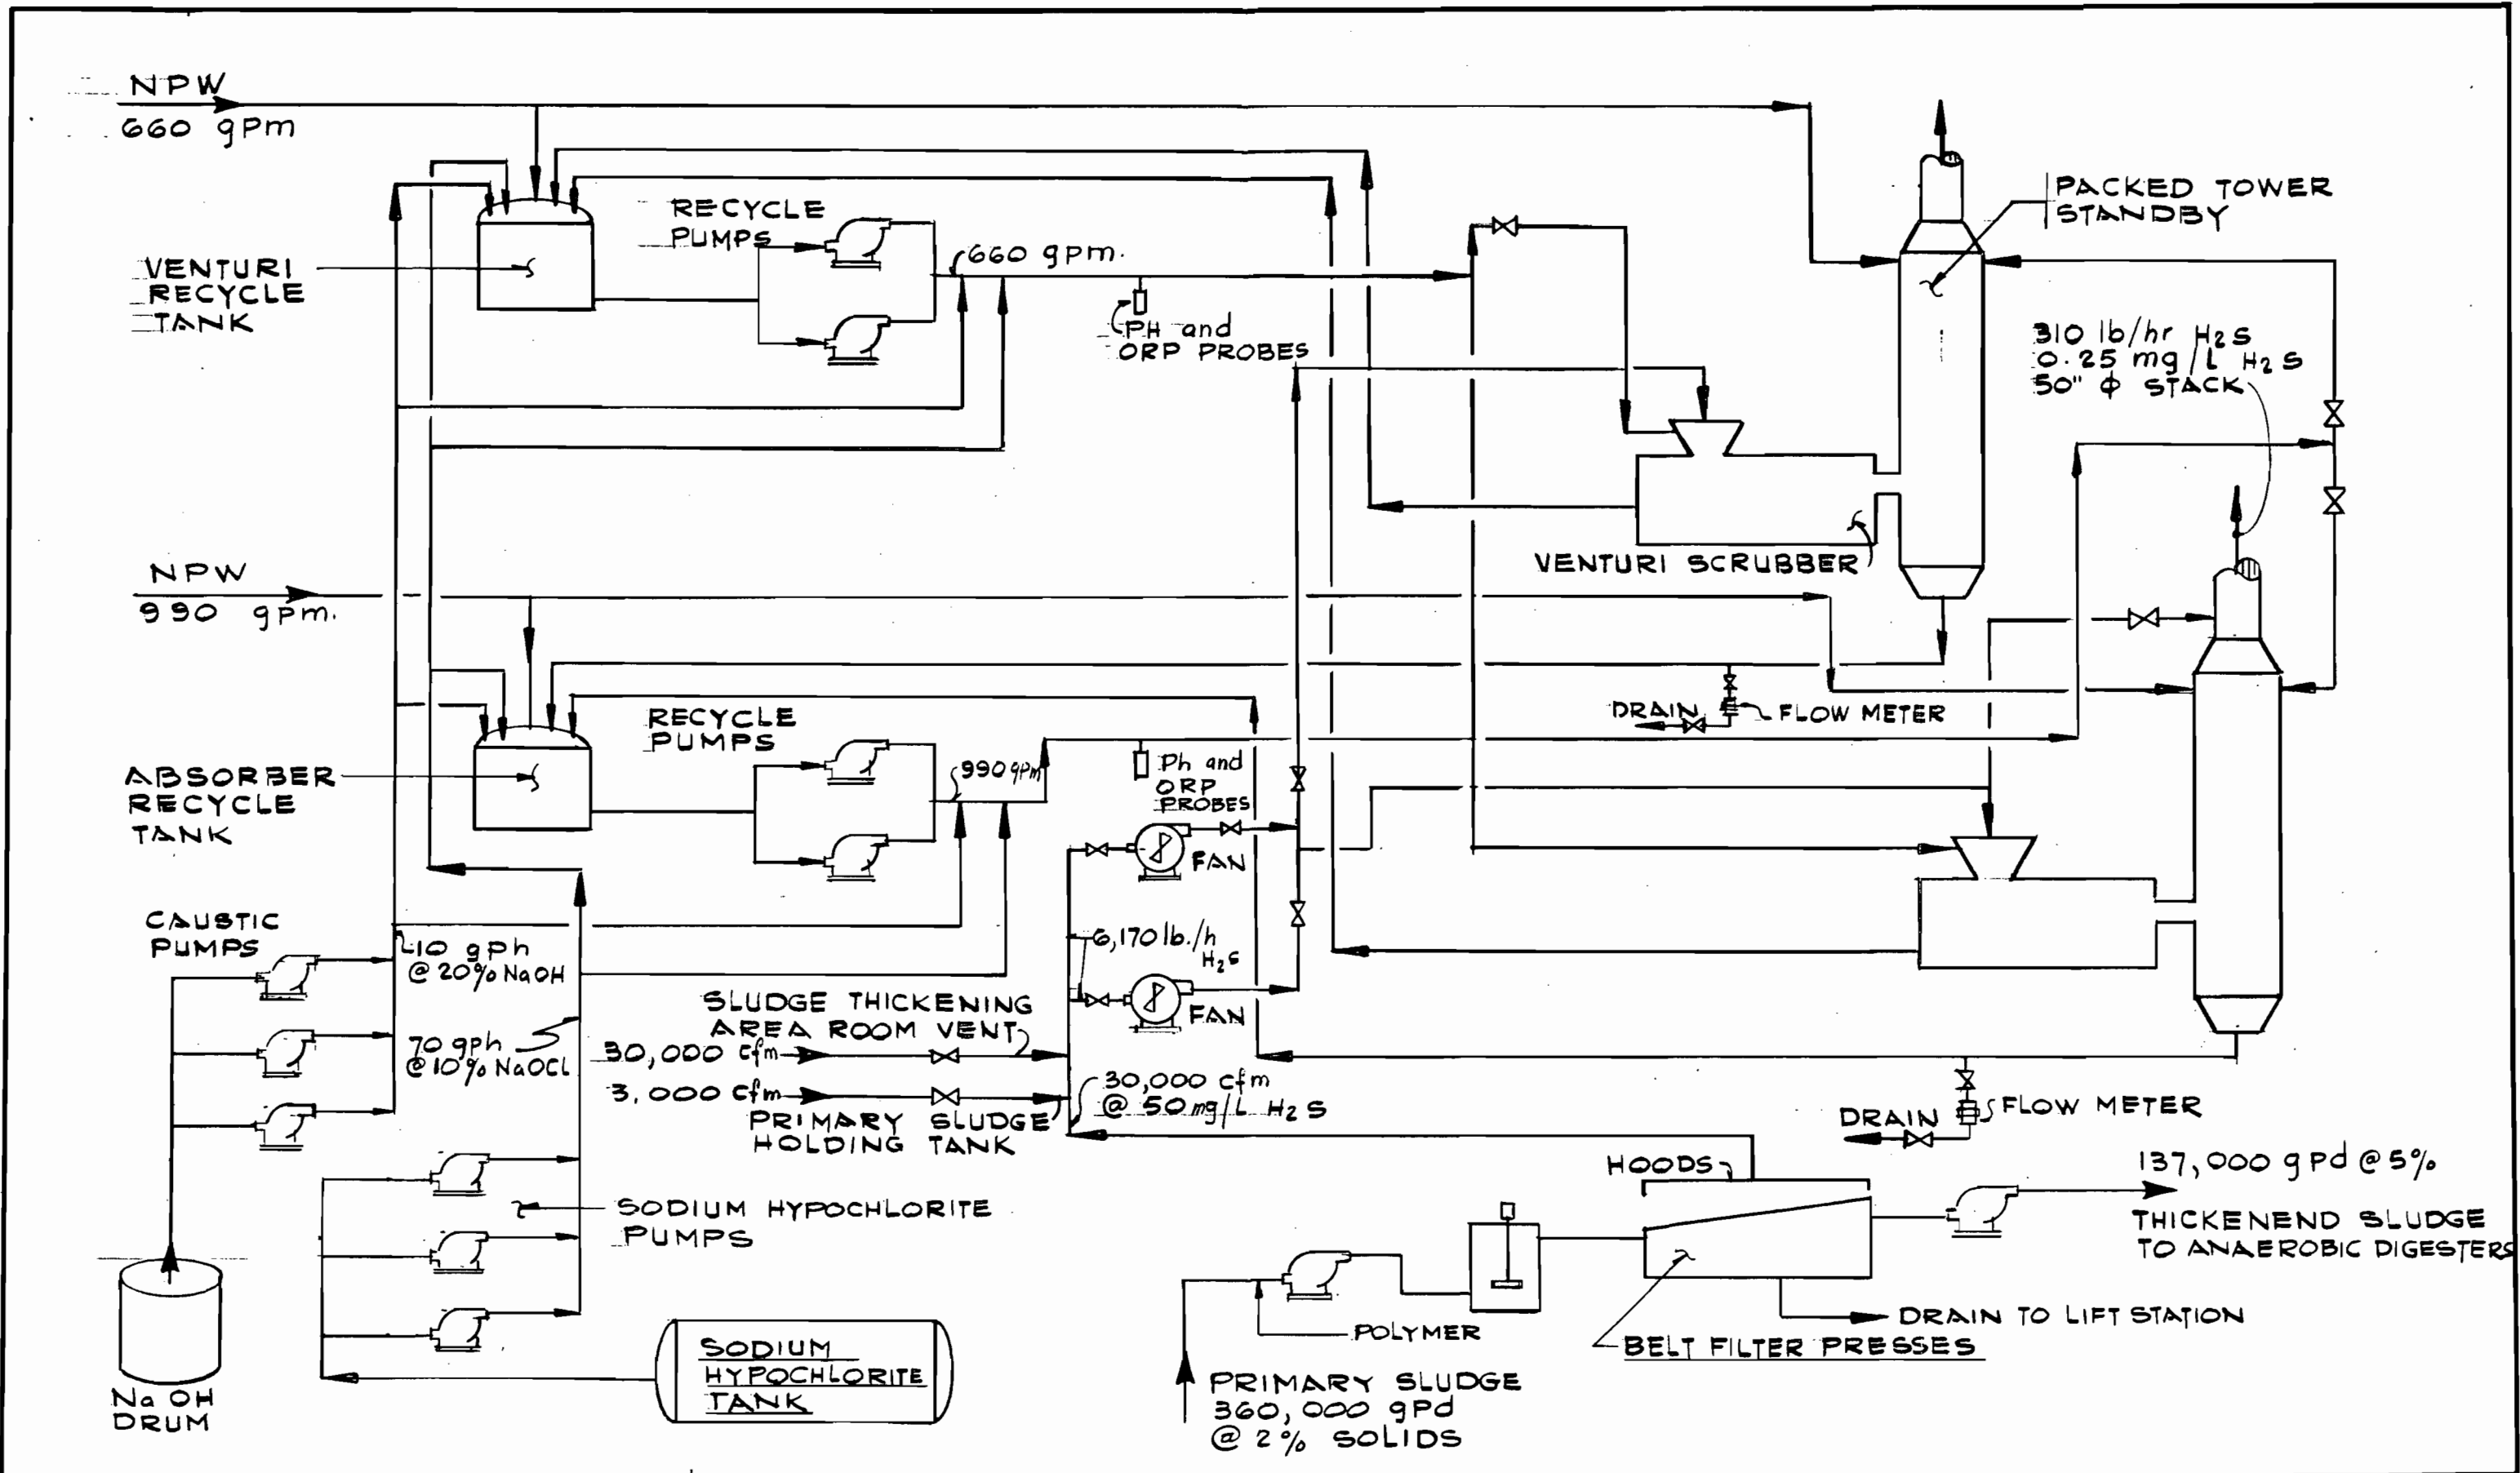 NPW
660 gpm
PACKED TOWER
STANDBY
RECYCLE
PUMPS
660 gpm.
VENTURI
RECYCLE
TANK
PH and
ORP PROBES
310 lb/hr H2S
0.25 mg/L H2S
50" ϕ STACK
VENTURI SCRUBBER
NPW
990 gpm.
RECYCLE
PUMPS
DRAIN
FLOW METER
ABSORBER
RECYCLE
TANK
990 gpm
Ph and
ORP
PROBES
FAN
CAUSTIC
PUMPS
10 gph
@ 20% NaOH
6,170 lb./h
H2S
FAN
SLUDGE THICKENING
AREA ROOM VENT
70 gph
@ 10% NaOCl
30,000 cfm
3,000 cfm
PRIMARY SLUDGE
HOLDING TANK
30,000 cfm
@ 50 mg/L H2S
DRAIN
FLOW METER
HOODS
137,000 gPd @ 5%
THICKENEND SLUDGE
TO ANAEROBIC DIGESTERS
SODIUM HYPOCHLORITE
PUMPS
POLYMER
DRAIN TO LIFT STATION
BELT FILTER PRESSES
SODIUM
HYPOCHLORITE
TANK
NaOH
DRUM
PRIMARY SLUDGE
360,000 gPd
@ 2% SOLIDS